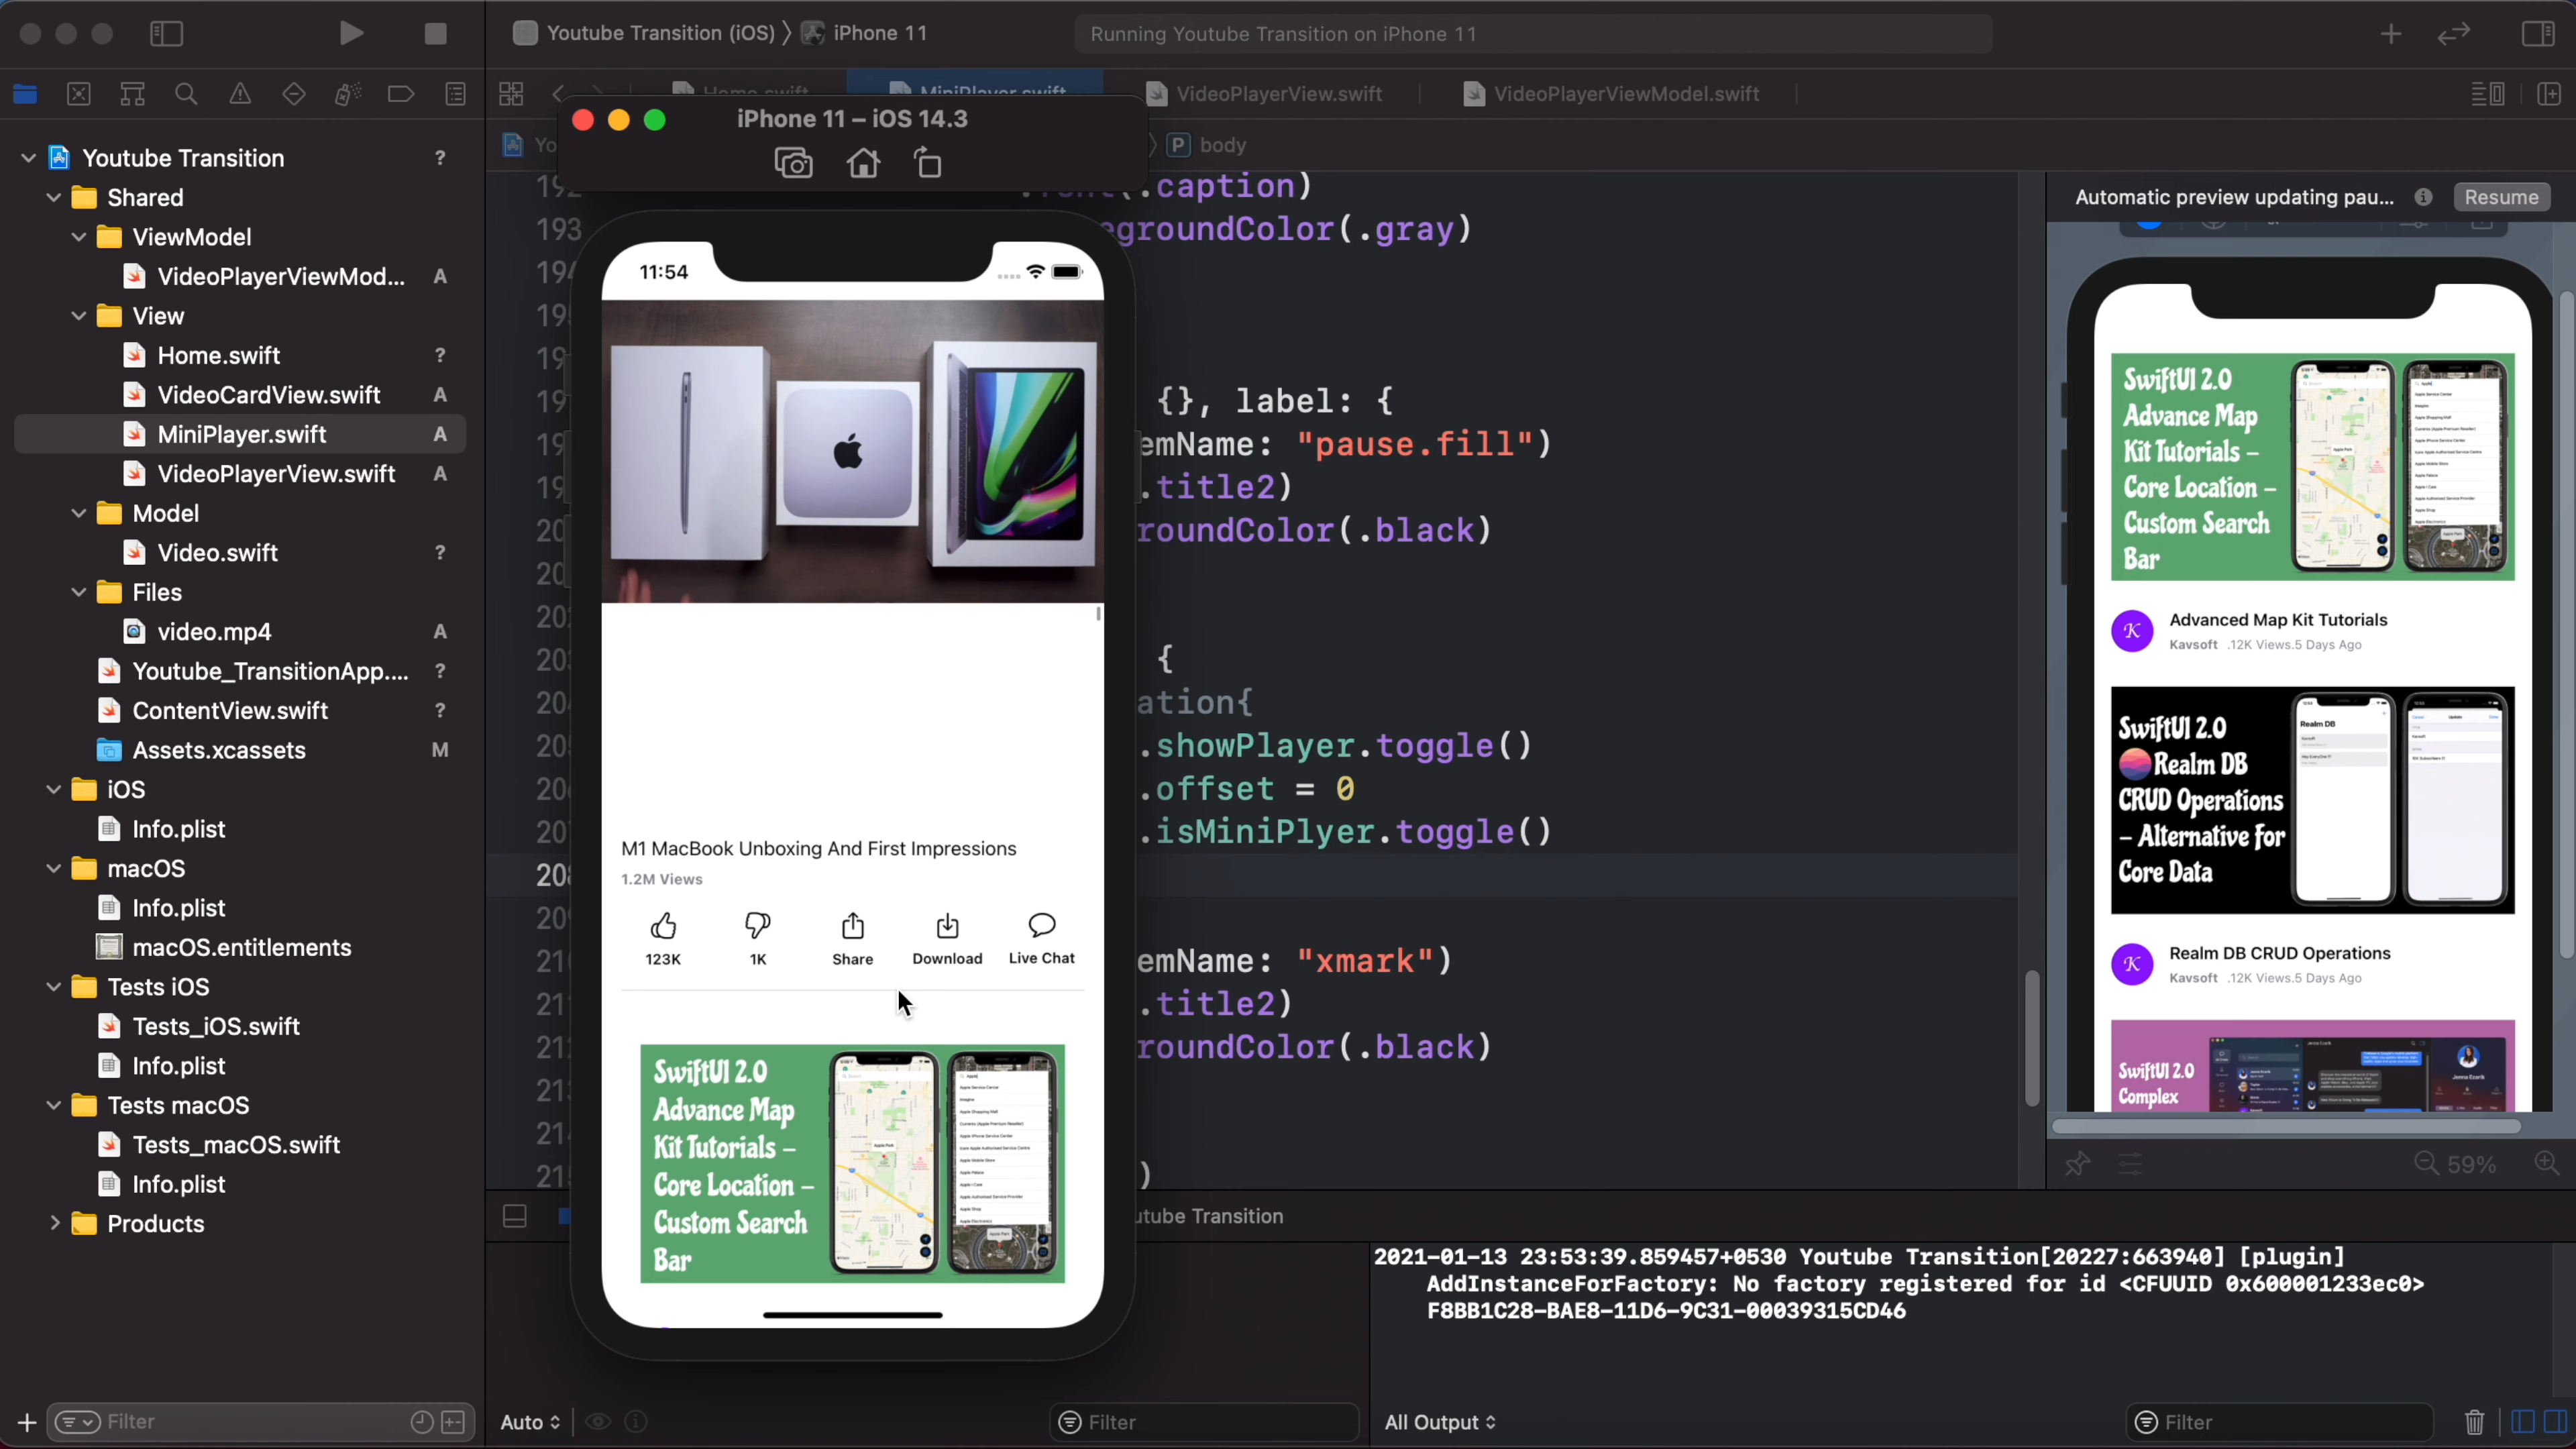 Youtube Transition (iOS) 〉 iPhone 11
Running Youtube Transition on iPhone 11
Home.swift
MiniPlayer.swift
VideoPlayerView.swift
VideoPlayerViewModel.swift
iPhone 11 – iOS 14.3
P body
Youtube Transition ?
Shared
ViewModel
VideoPlayerViewMod... A
View
Home.swift ?
VideoCardView.swift A
MiniPlayer.swift A
VideoPlayerView.swift A
Model
Video.swift ?
Files
video.mp4 A
Youtube_TransitionApp.... ?
ContentView.swift ?
Assets.xcassets M
iOS
Info.plist
macOS
Info.plist
macOS.entitlements
Tests iOS
Tests_iOS.swift
Info.plist
Tests macOS
Tests_macOS.swift
Info.plist
Products
Filter
.caption)
193
egroundColor(.gray)
{}, label: {
emName: "pause.fill")
.title2)
roundColor(.black)
{
ation{
.showPlayer.toggle()
.offset = 0
.isMiniPlyer.toggle()
emName: "xmark")
.title2)
roundColor(.black)
)
11:54
M1 MacBook Unboxing And First Impressions
1.2M Views
123K
1K
Share
Download
Live Chat
SwiftUI 2.0
Advance Map
Kit Tutorials –
Core Location –
Custom Search
Bar
Automatic preview updating pau...
Resume
SwiftUI 2.0
Advance Map
Kit Tutorials –
Core Location –
Custom Search
Bar
Advanced Map Kit Tutorials
Kavsoft .12K Views.5 Days Ago
SwiftUI 2.0
Realm DB
CRUD Operations
– Alternative for
Core Data
Realm DB
Realm DB CRUD Operations
Kavsoft .12K Views.5 Days Ago
SwiftUI 2.0
Complex
59%
utube Transition
2021-01-13 23:53:39.859457+0530 Youtube Transition[20227:663940] [plugin]
AddInstanceForFactory: No factory registered for id <CFUUID 0x600001233ec0>
F8BB1C28-BAE8-11D6-9C31-00039315CD46
Auto
Filter
All Output
Filter